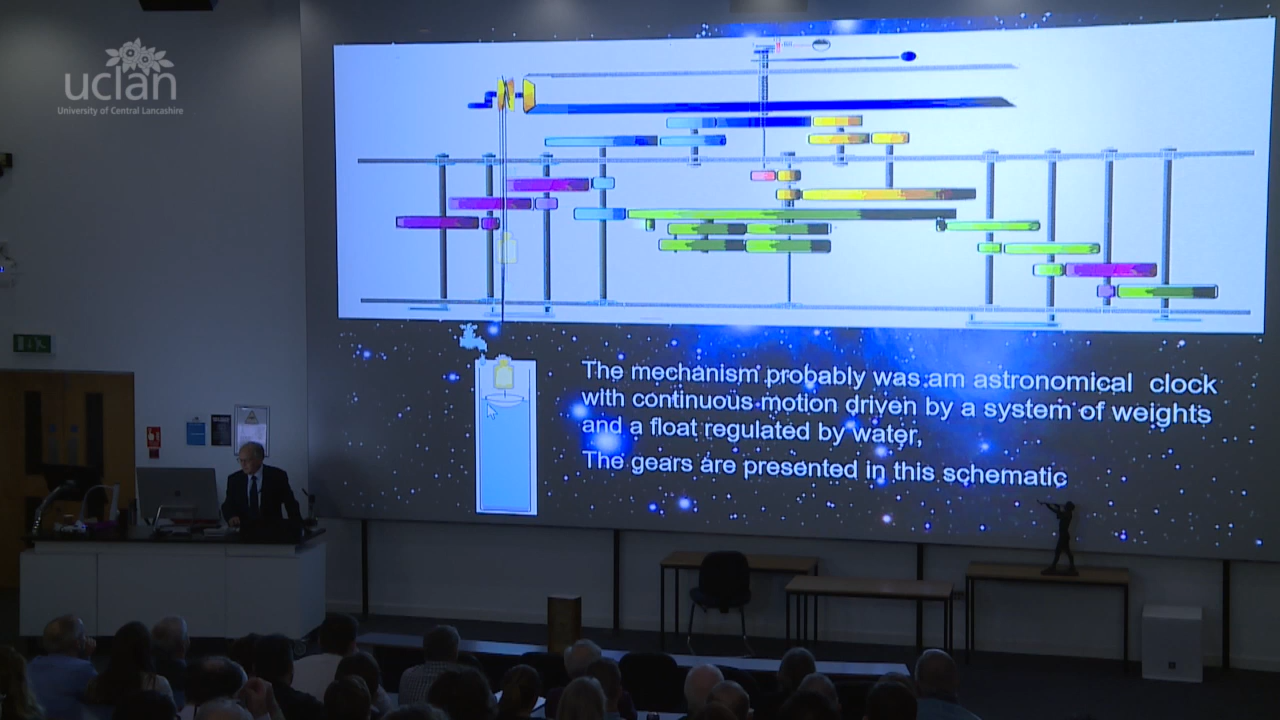 uclan
University of Central Lancashire
The mechanism probably was am astronomical clock
with continuous motion driven by a system of weights
and a float regulated by water,
The gears are presented in this schematic